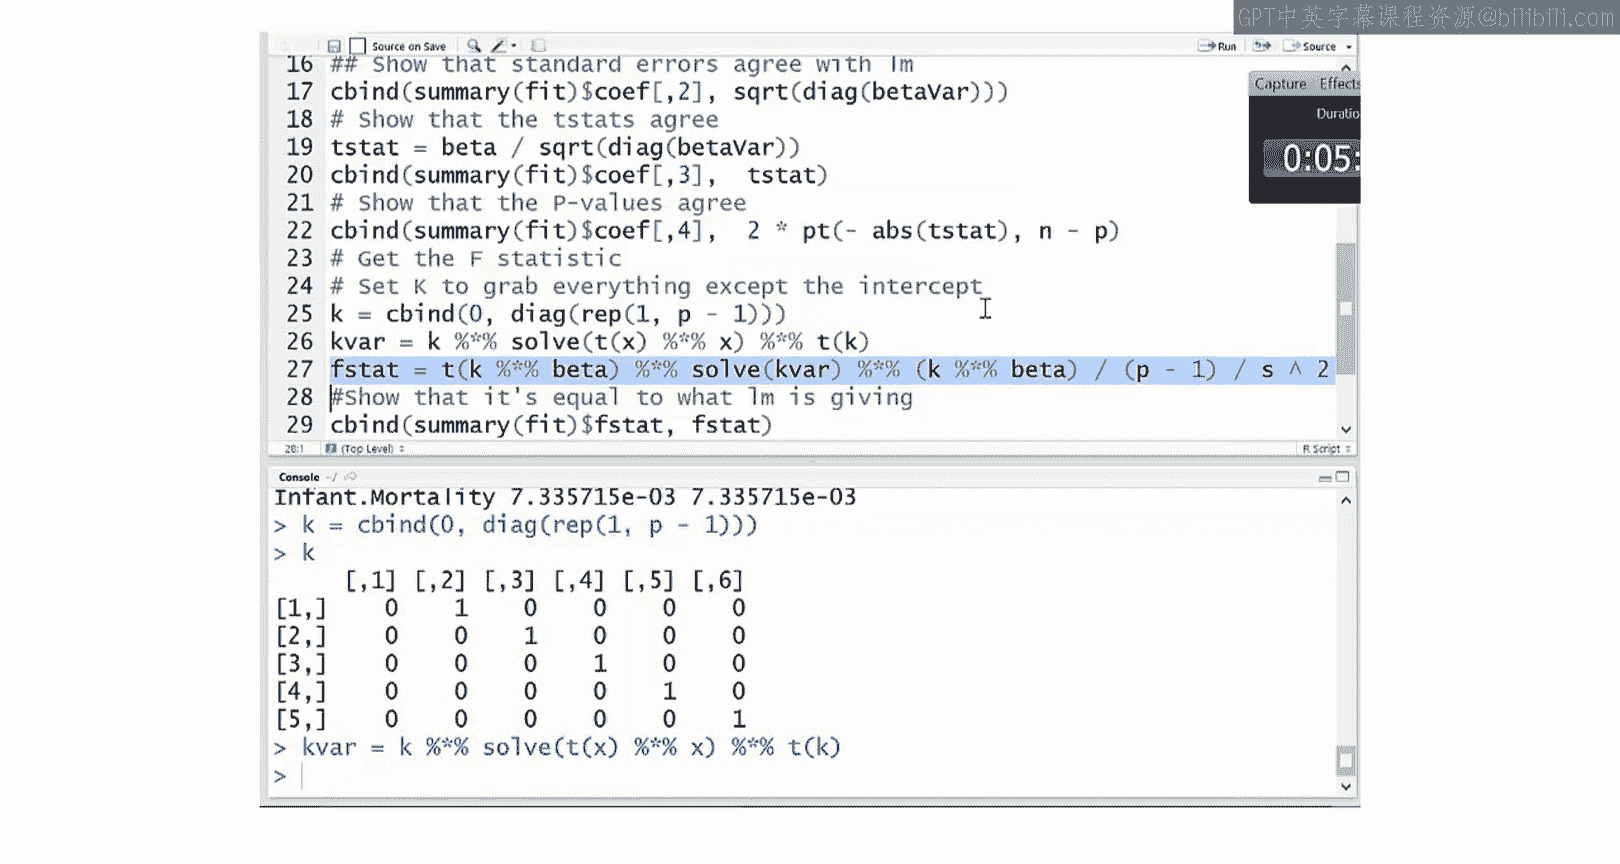 GPT中英字幕课程资源@bilibili.com
Source on Save
Run
Source
16 ## Show that standard errors agree with lm
17 cbind(summary(fit)$coef[,2], sqrt(diag(betaVar)))
18 # Show that the tstats agree
19 tstat = beta / sqrt(diag(betaVar))
20 cbind(summary(fit)$coef[,3],  tstat)
21 # Show that the P-values agree
22 cbind(summary(fit)$coef[,4],  2 * pt(- abs(tstat), n - p)
23 # Get the F statistic
24 # Set K to grab everything except the intercept
25 k = cbind(0, diag(rep(1, p - 1)))
26 kvar = k %*% solve(t(x) %*% x) %*% t(k)
27 fstat = t(k %*% beta) %*% solve(kvar) %*% (k %*% beta) / (p - 1) / s ^ 2
28 #Show that it's equal to what lm is giving
29 cbind(summary(fit)$fstat, fstat)
28:1 (Top Level) R Script
Capture Effects
Duratio
0:05:
Console ~/
Infant.Mortality 7.335715e-03 7.335715e-03
> k = cbind(0, diag(rep(1, p - 1)))
> k
[,1] [,2] [,3] [,4] [,5] [,6]
[1,] 0 1 0 0 0 0
[2,] 0 0 1 0 0 0
[3,] 0 0 0 1 0 0
[4,] 0 0 0 0 1 0
[5,] 0 0 0 0 0 1
> kvar = k %*% solve(t(x) %*% x) %*% t(k)
>